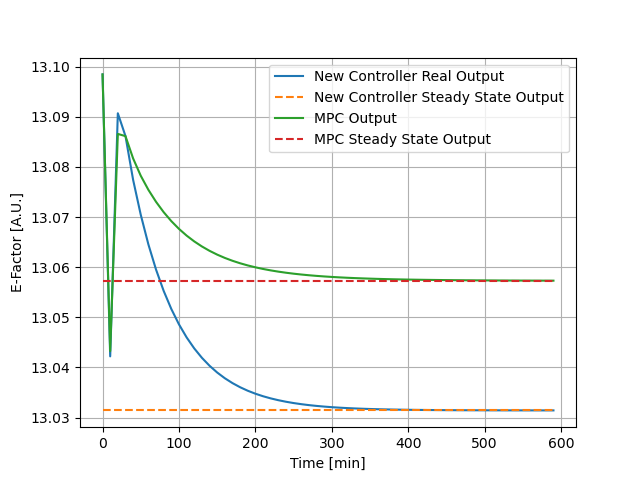 13.10
13.09
13.08
13.07
13.06
13.05
13.04
13.03
E-Factor [A.U.]
New Controller Real Output
New Controller Steady State Output
MPC Output
MPC Steady State Output
0 100 200 300 400 500 600
Time [min]